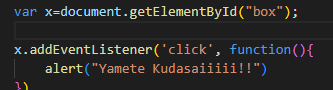 var x=document.getElementById("box");
x.addEventListener('click', function(){
alert("Yamete Kudasaiiiii!!")
})